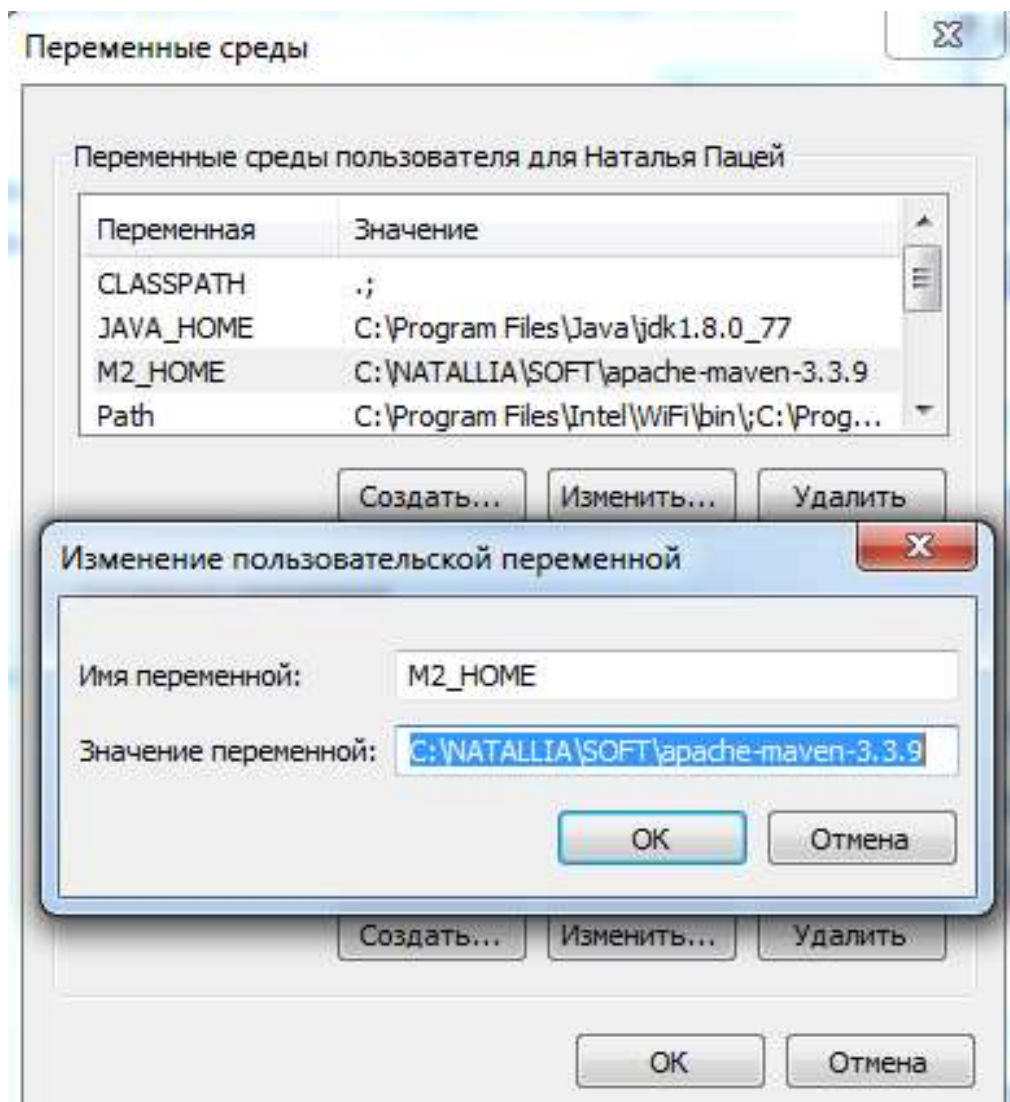 Переменные среды
Переменные среды пользователя для Наталья Пацей
Переменная Значение
CLASSPATH .;
JAVA_HOME C:\Program Files\Java\jdk1.8.0_77
M2_HOME C:\NATALLIA\SOFT\apache-maven-3.3.9
Path C:\Program Files\Intel\WiFi\bin\;C:\Prog...
Создать... Изменить... Удалить
Изменение пользовательской переменной
Имя переменной: M2_HOME
Значение переменной: C:\NATALLIA\SOFT\apache-maven-3.3.9
ОК Отмена
Создать... Изменить... Удалить
ОК Отмена